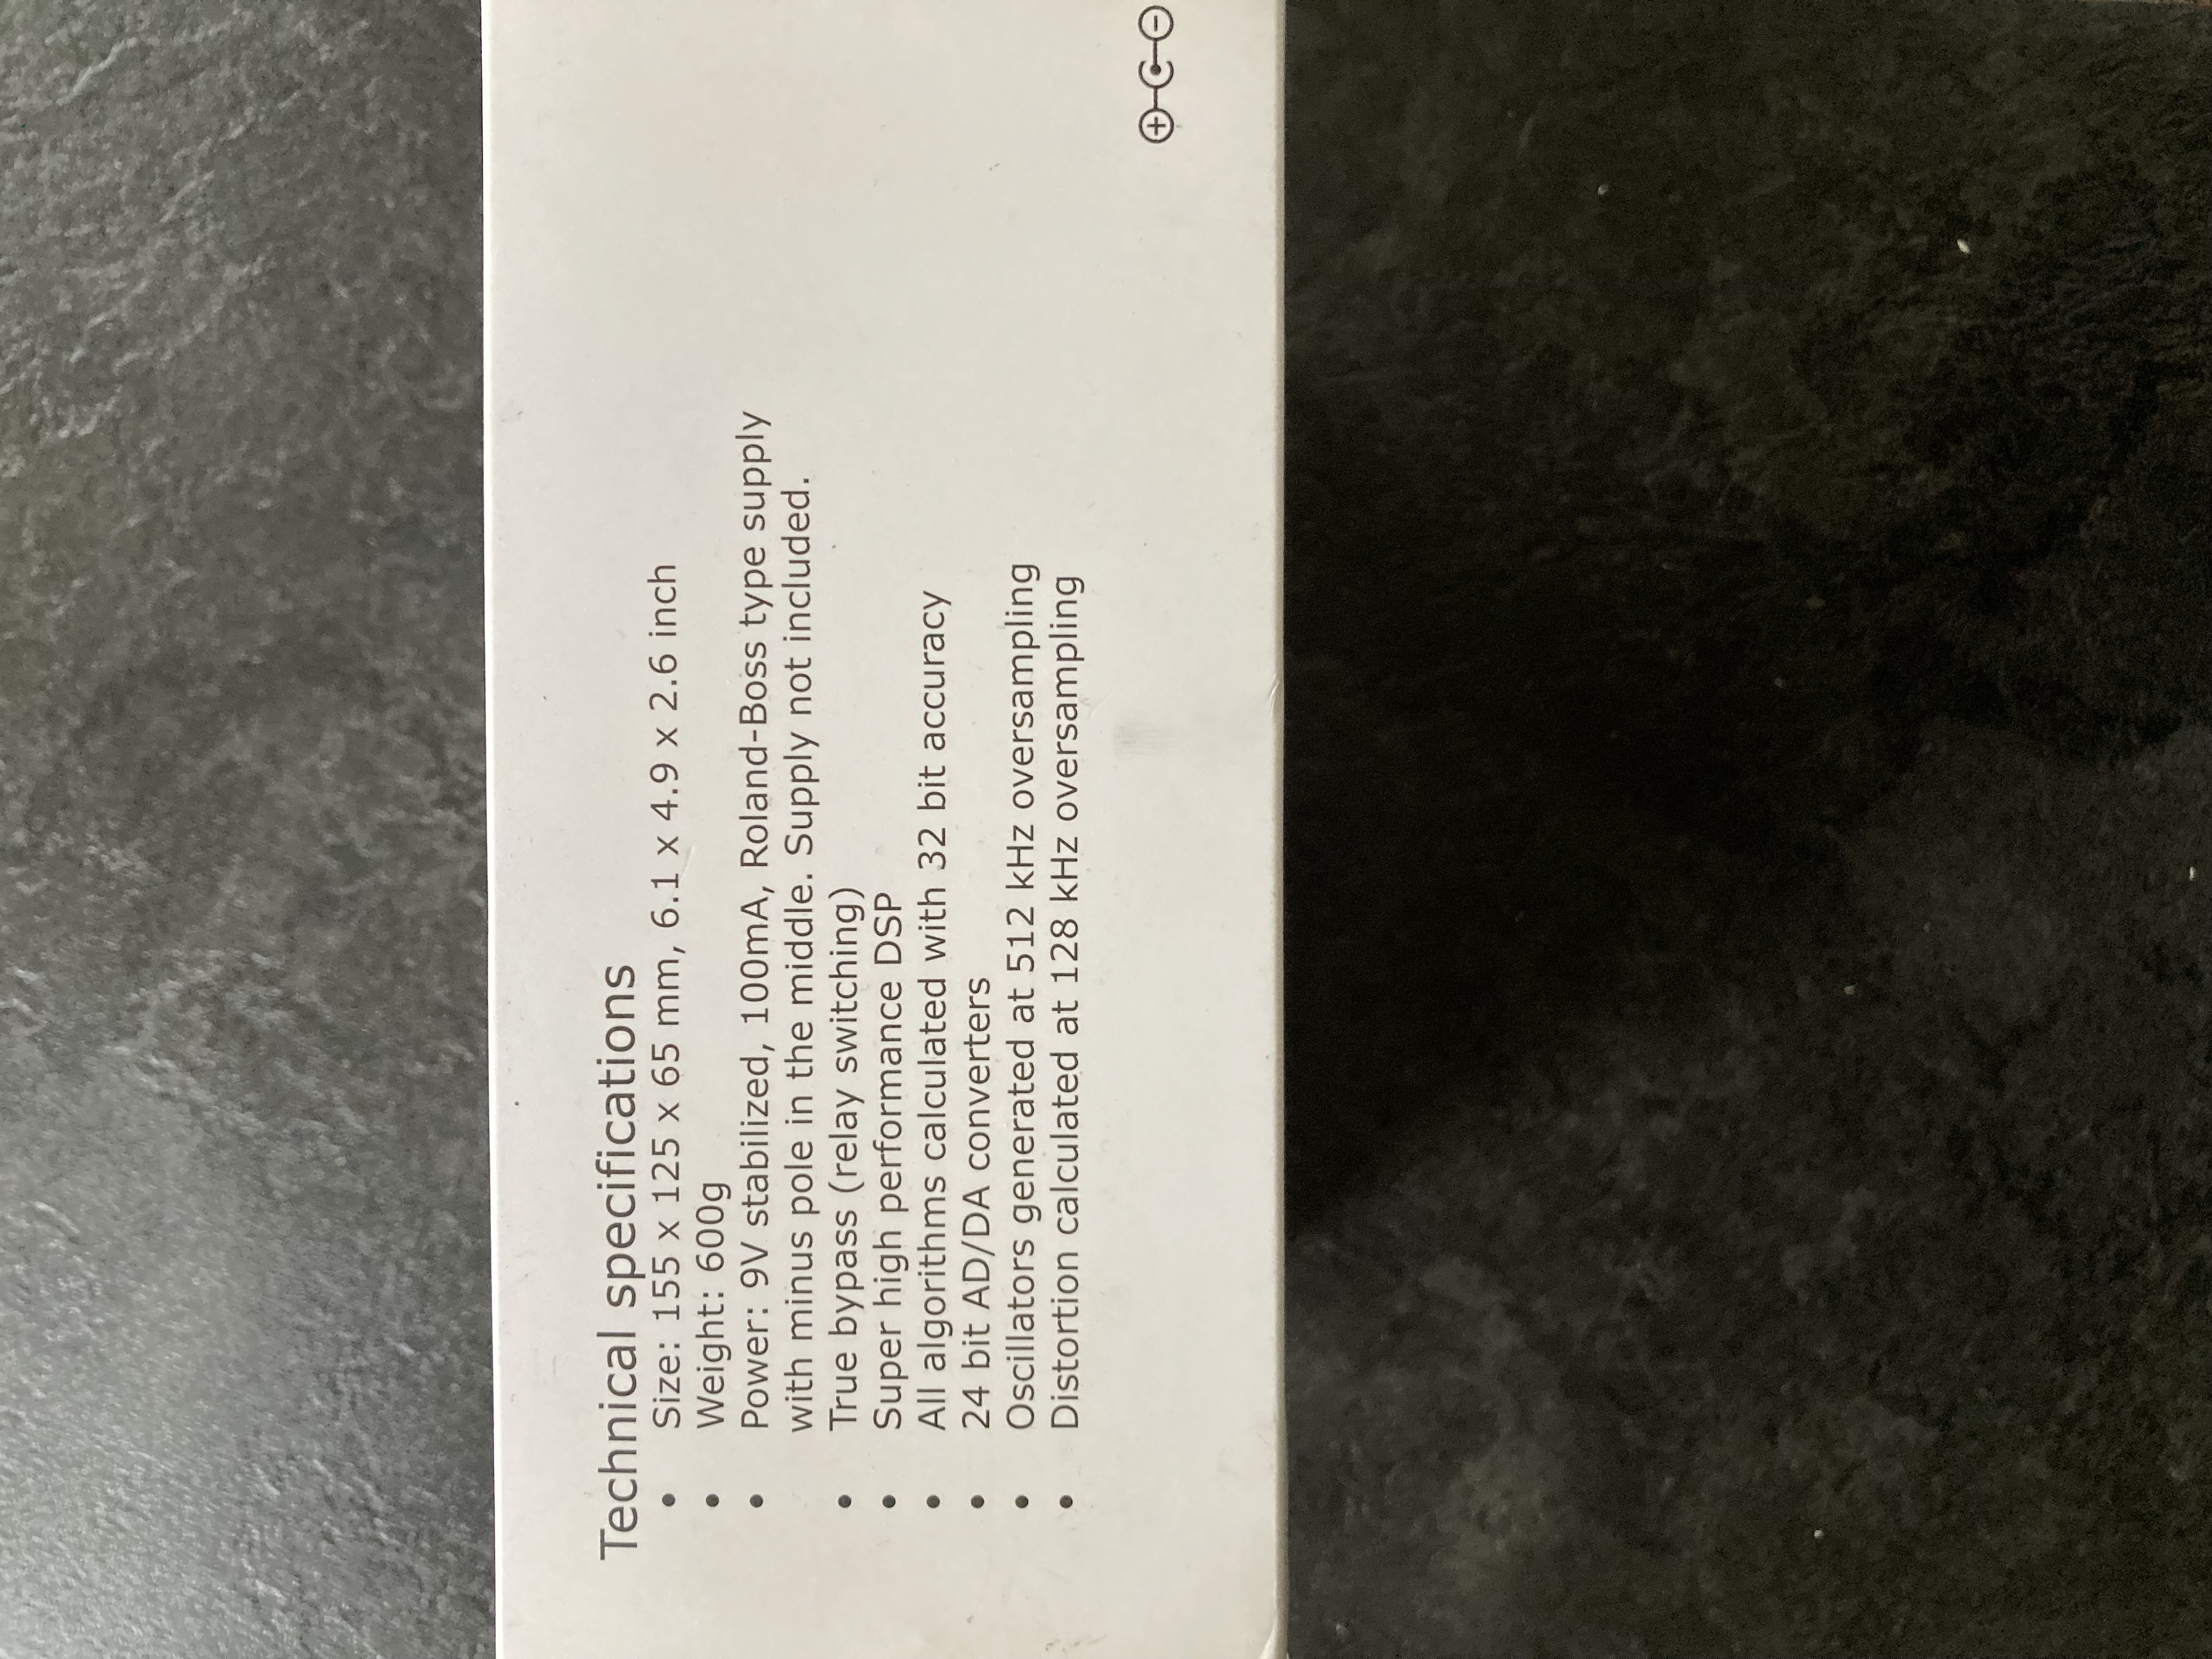 Technical specifications
• Size: 155 x 125 x 65 mm, 6.1 x 4.9 x 2.6 inch
• Weight: 600g
• Power: 9V stabilized, 100mA, Roland-Boss type supply
with minus pole in the middle. Supply not included.
• True bypass (relay switching)
• Super high performance DSP
• All algorithms calculated with 32 bit accuracy
• 24 bit AD/DA converters
• Oscillators generated at 512 kHz oversampling
• Distortion calculated at 128 kHz oversampling